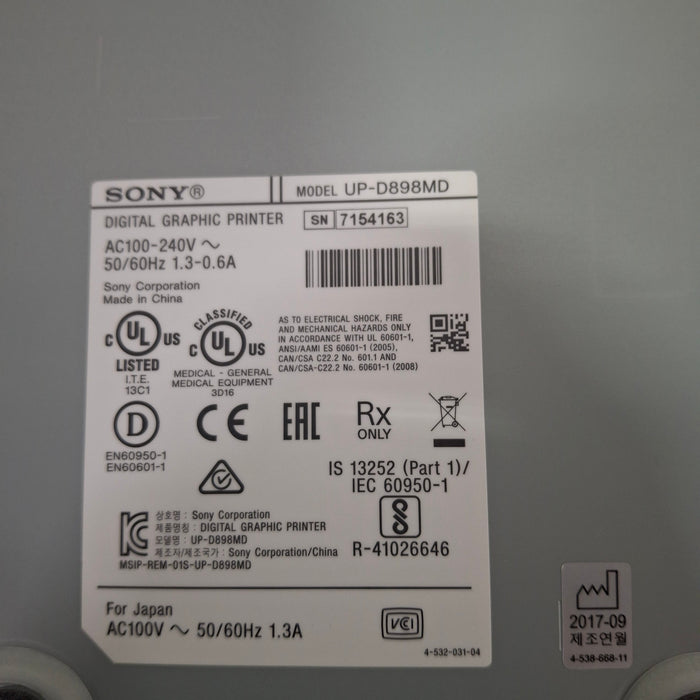 SONY® MODEL UP-D898MD
DIGITAL GRAPHIC PRINTER SN 7154163
AC100-240V ~
50/60Hz 1.3-0.6A
Sony Corporation
Made in China
C UL US
LISTED
I.T.E.
13C1
CLASSIFIED
C UL US
MEDICAL - GENERAL
MEDICAL EQUIPMENT
3D16
AS TO ELECTRICAL SHOCK, FIRE
AND MECHANICAL HAZARDS ONLY
IN ACCORDANCE WITH UL 60601-1,
ANSI/AAMI ES 60601-1 (2005),
CAN/CSA C22.2 No. 601.1 AND
CAN/CSA-C22.2 No. 60601-1 (2008)
D
EN60950-1
EN60601-1
CE
EAC
Rx
ONLY
IS 13252 (Part 1)/
IEC 60950-1
R-41026646
상호명 : Sony Corporation
제품명칭 : DIGITAL GRAPHIC PRINTER
모델명 : UP-D898MD
제조자/제조국가 : Sony Corporation/China
MSIP-REM-01S-UP-D898MD
For Japan
AC100V ~ 50/60Hz 1.3A
VCI
4-532-031-04
2017-09
제조연월
4-538-668-11